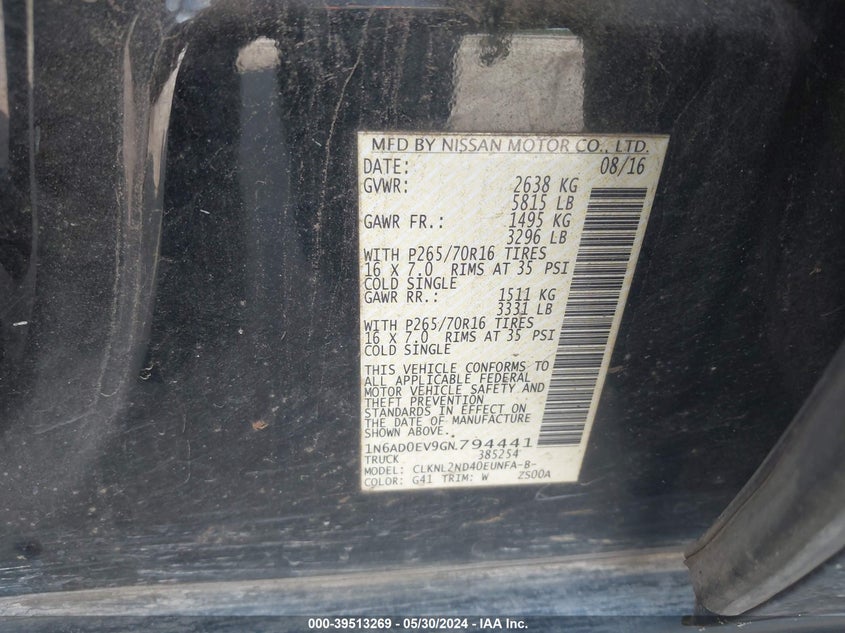 MFD BY NISSAN MOTOR CO., LTD.
DATE: 08/16
GVWR: 2638 KG
5815 LB
GAWR FR.: 1495 KG
3296 LB
WITH P265/70R16 TIRES
16 X 7.0 RIMS AT 35 PSI
COLD SINGLE
GAWR RR.: 1511 KG
3331 LB
WITH P265/70R16 TIRES
16 X 7.0 RIMS AT 35 PSI
COLD SINGLE
THIS VEHICLE CONFORMS TO
ALL APPLICABLE FEDERAL
MOTOR VEHICLE SAFETY AND
THEFT PREVENTION
STANDARDS IN EFFECT ON
THE DATE OF MANUFACTURE
SHOWN ABOVE.
1N6AD0EV9GN794441
TRUCK 385254
MODEL: CLKNL2ND40EUNFA-B-
COLOR: G41 TRIM: W ZS00A
000-39513269 - 05/30/2024 - IAA Inc.